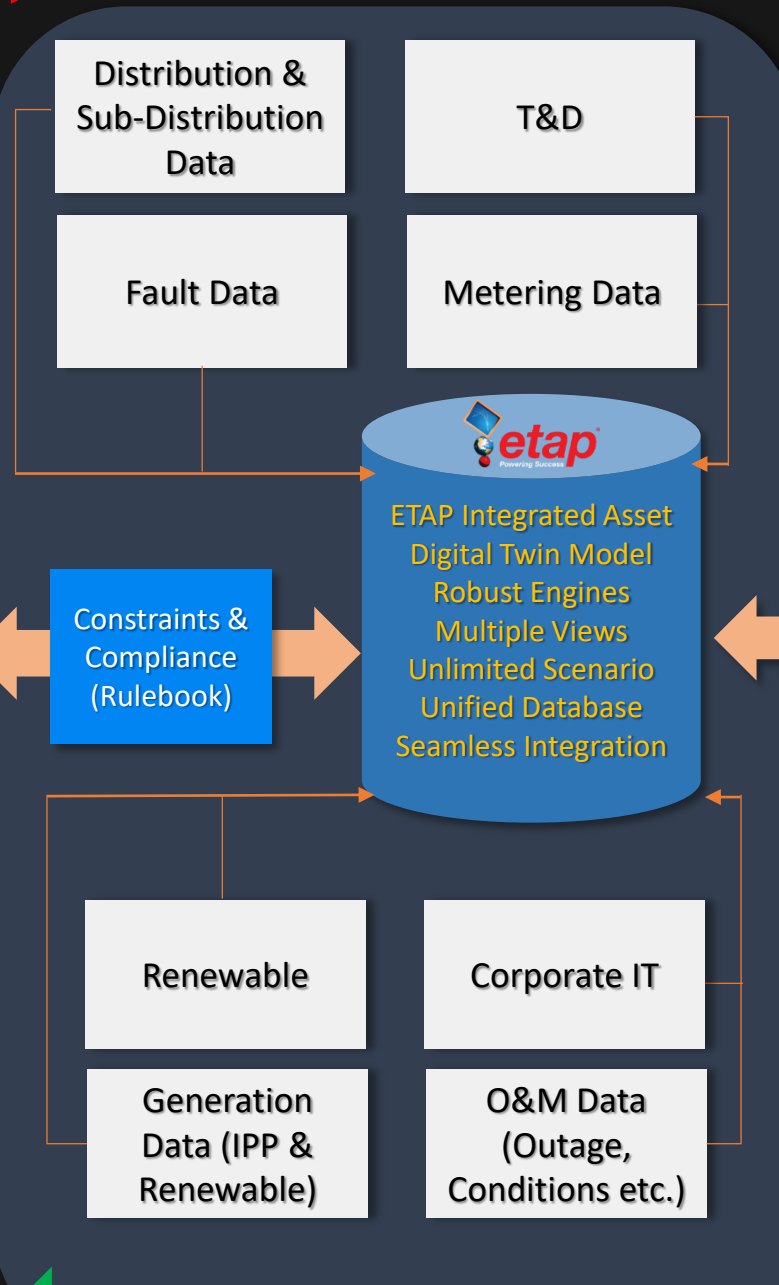 Distribution &
Sub-Distribution
Data
T&D
Fault Data
Metering Data
etap®
Powering Success
ETAP Integrated Asset
Digital Twin Model
Robust Engines
Multiple Views
Unlimited Scenario
Unified Database
Seamless Integration
Constraints &
Compliance
(Rulebook)
Renewable
Corporate IT
Generation
Data (IPP &
Renewable)
O&M Data
(Outage,
Conditions etc.)